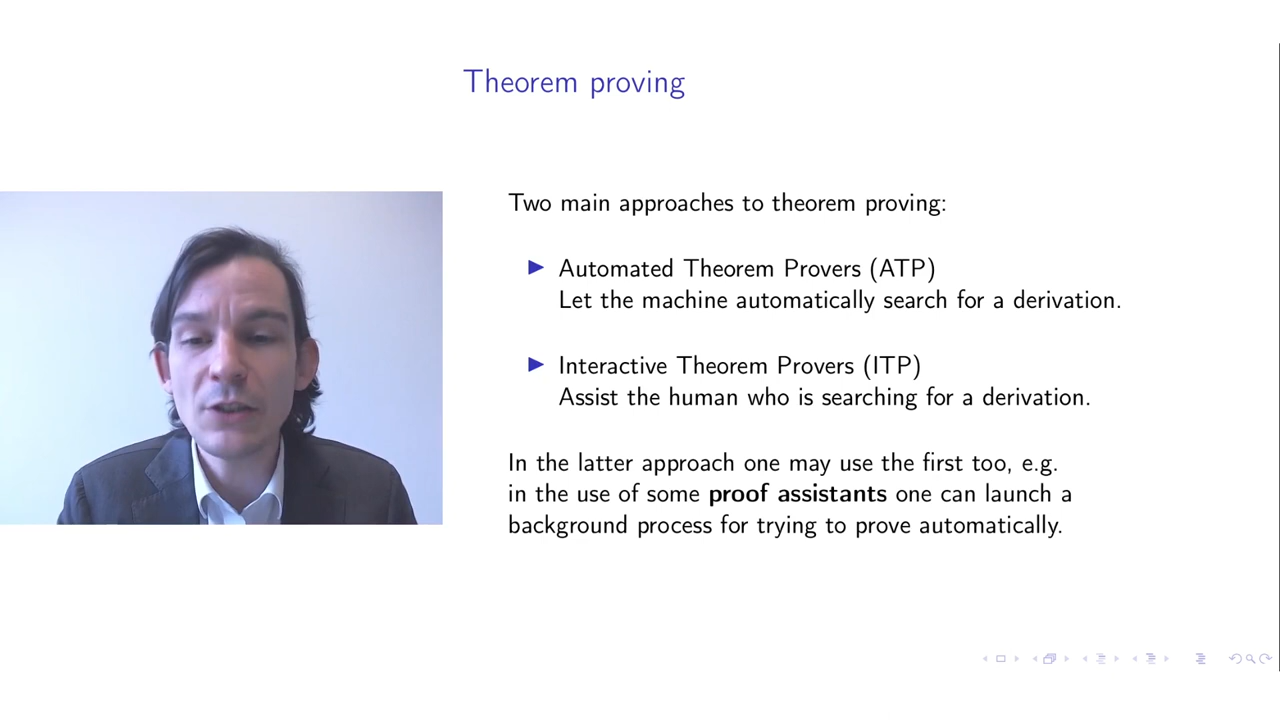 Theorem proving
Two main approaches to theorem proving:
Automated Theorem Provers (ATP)
Let the machine automatically search for a derivation.
Interactive Theorem Provers (ITP)
Assist the human who is searching for a derivation.
In the latter approach one may use the first too, e.g.
in the use of some proof assistants one can launch a
background process for trying to prove automatically.